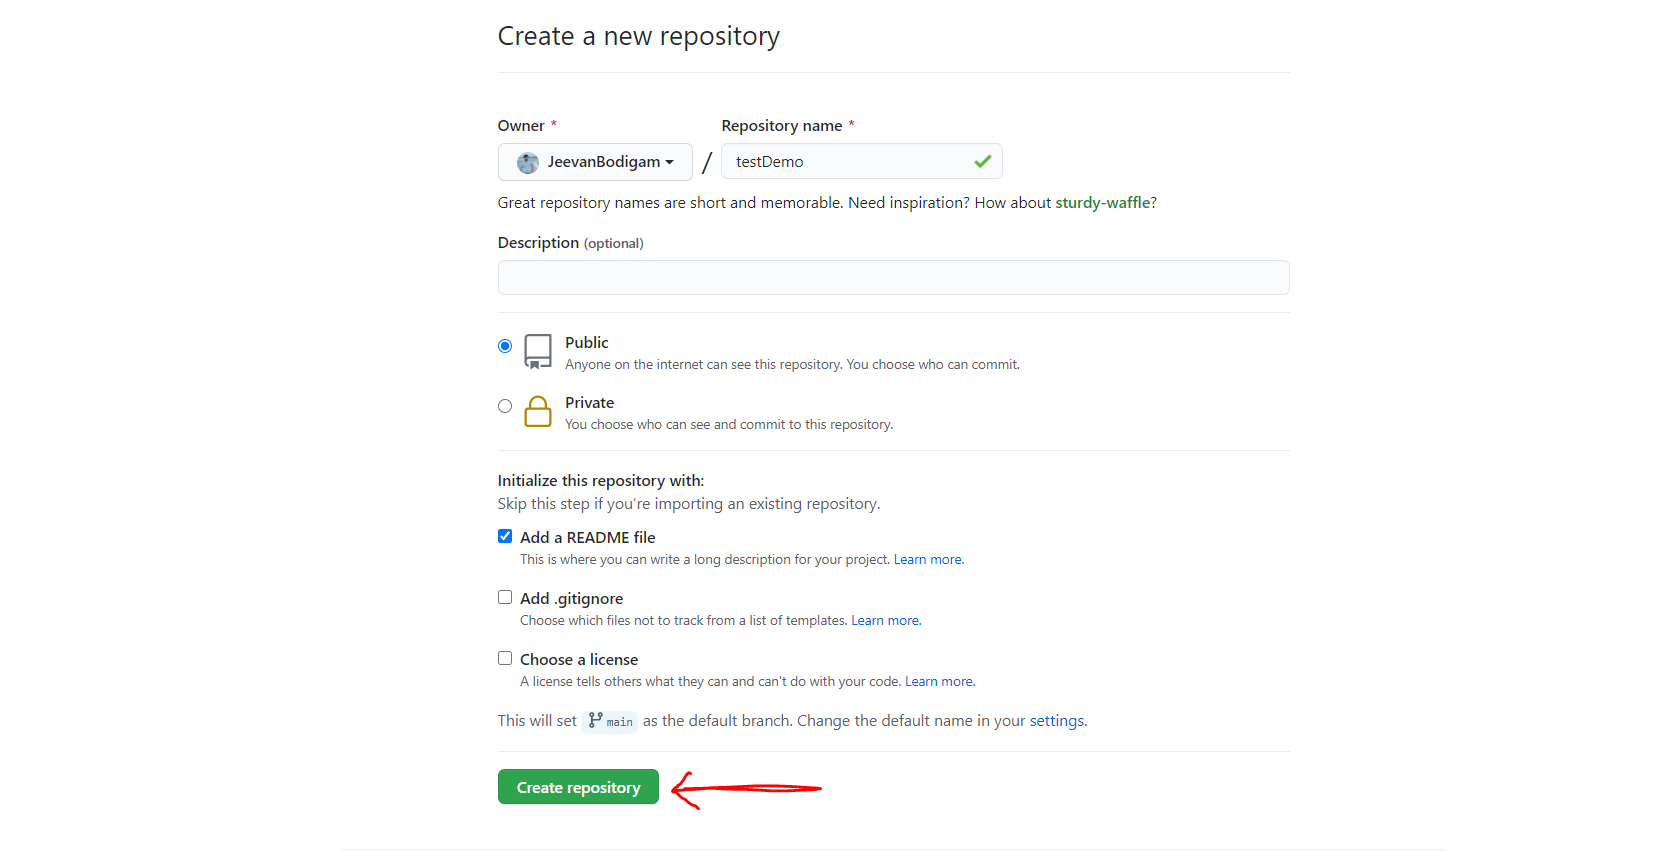 Create a new repository
Owner * Repository name *
JeevanBodigam / testDemo
Great repository names are short and memorable. Need inspiration? How about sturdy-waffle?
Description (optional)
Public
Anyone on the internet can see this repository. You choose who can commit.
Private
You choose who can see and commit to this repository.
Initialize this repository with:
Skip this step if you're importing an existing repository.
Add a README file
This is where you can write a long description for your project. Learn more.
Add .gitignore
Choose which files not to track from a list of templates. Learn more.
Choose a license
A license tells others what they can and can't do with your code. Learn more.
This will set main as the default branch. Change the default name in your settings.
Create repository